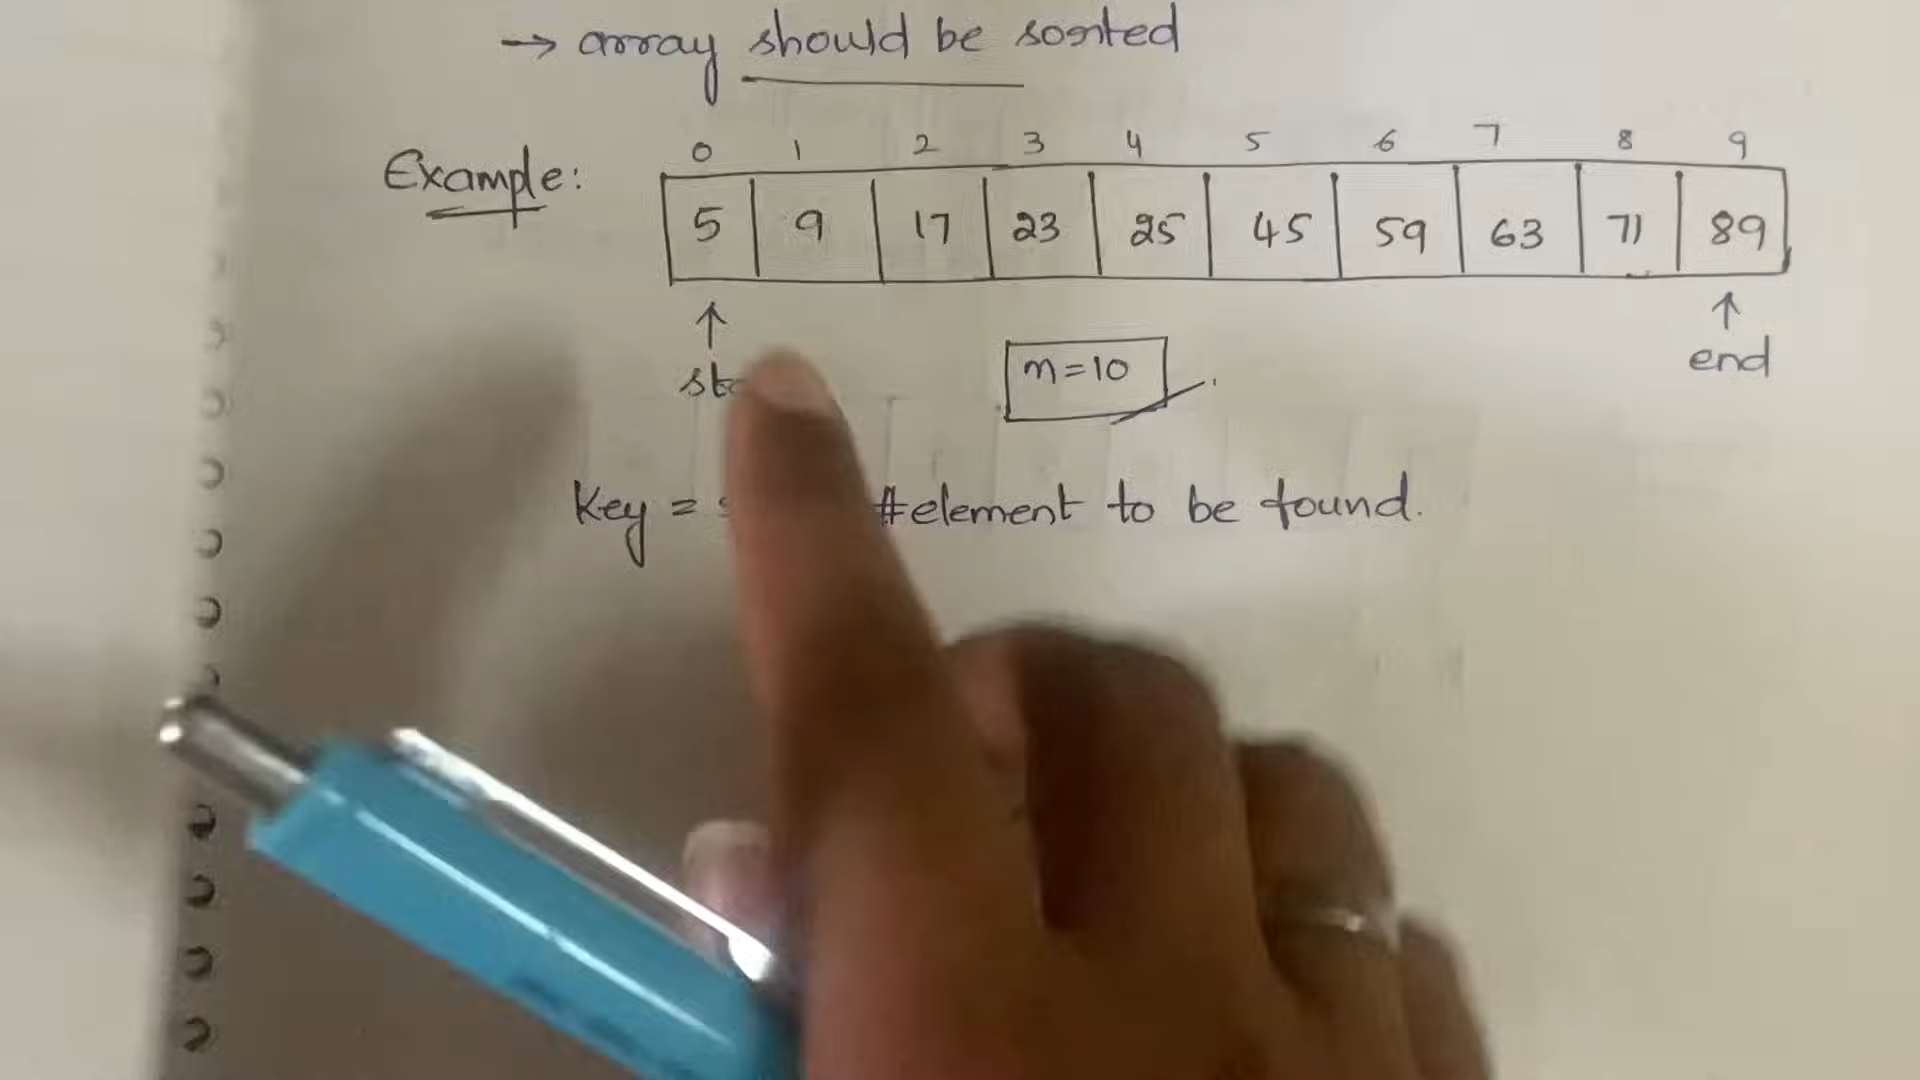 → array should be sorted
Example:
0 1 2 3 4 5 6 7 8 9
5 9 17 23 25 45 59 63 71 89
↑ ↑
end
n=10
Key = #element to be found.